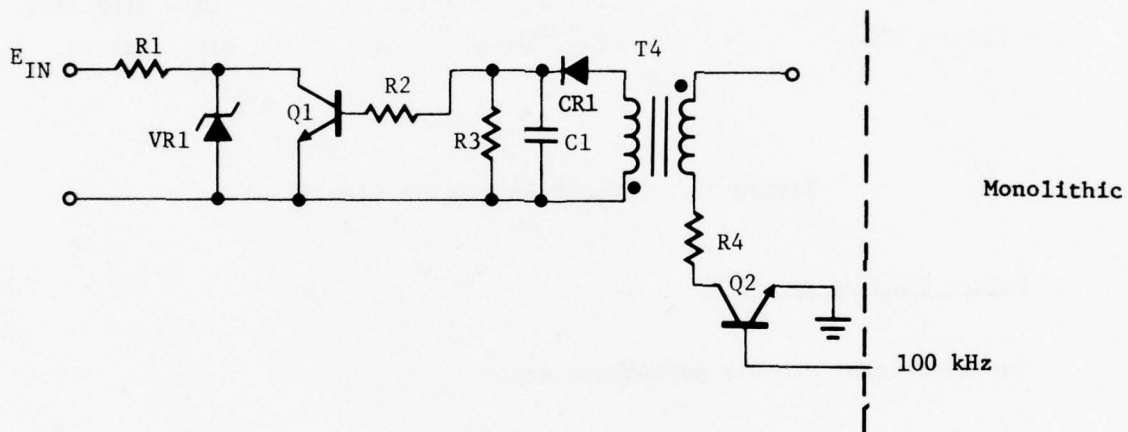 T4
E IN
R1
R2
CR1
Q1
VR1
R3
C1
Monolithic
R4
Q2
100 kHz